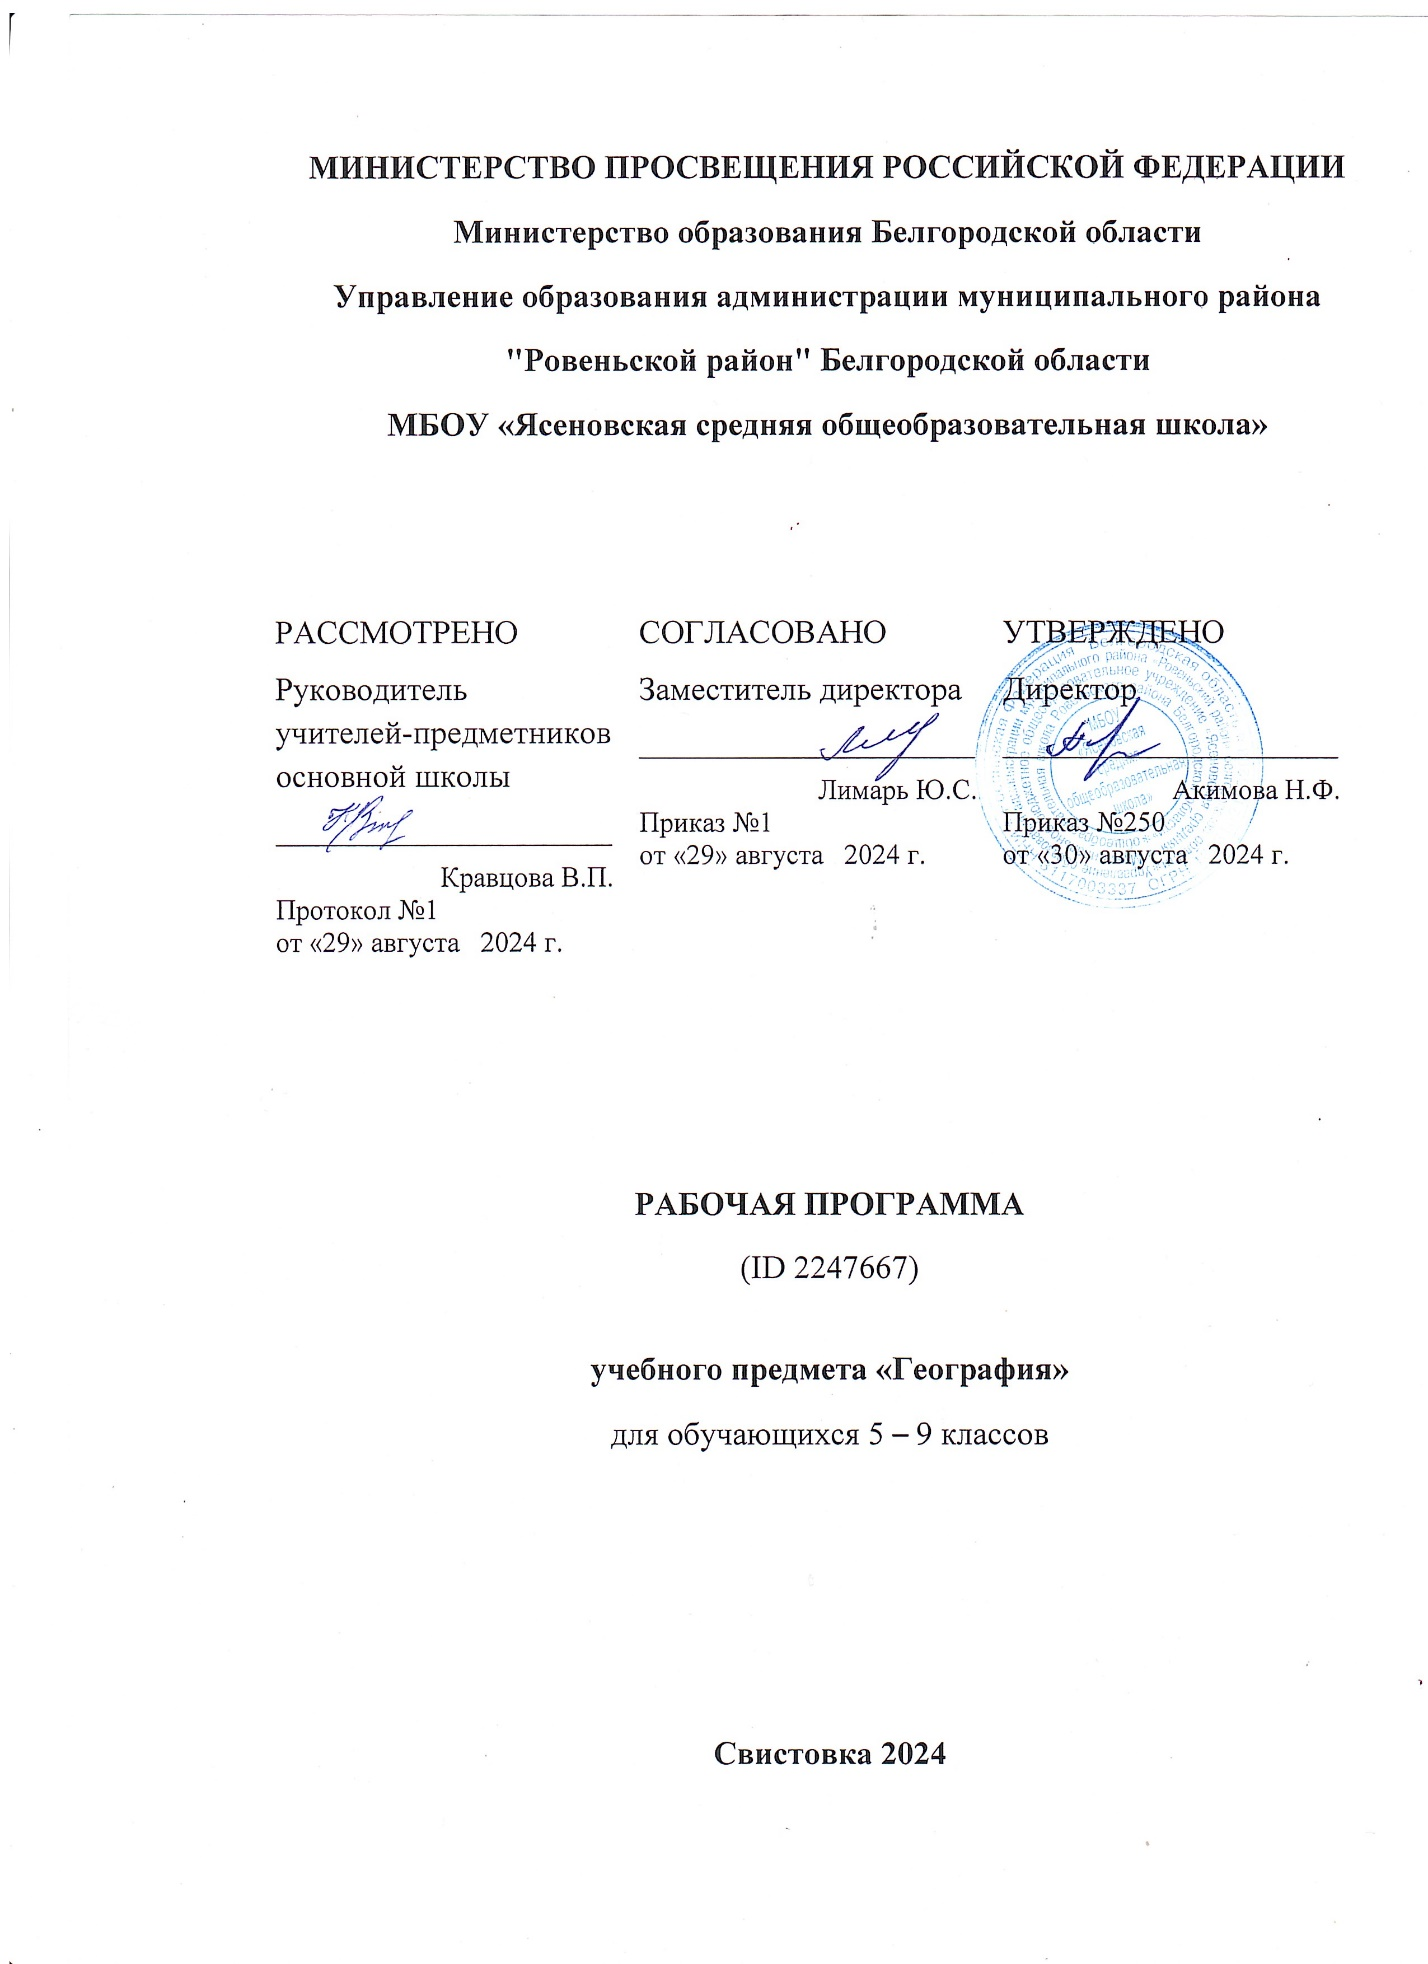 МИНИСТЕРСТВО ПРОСВЕЩЕНИЯ РОССИЙСКОЙ ФЕДЕРАЦИИ
Министерство образования Белгородской области
Управление образования администрации муниципального района
"Ровеньской район" Белгородской области
МБОУ «Ясеновская средняя общеобразовательная школа»
РАССМОТРЕНО
Руководитель
учителей-предметников
основной школы
Кравцова В.П.
Протокол №1
от «29» августа 2024 г.
СОГЛАСОВАНО
Заместитель директора
Лимарь Ю.С.
Приказ №1
от «29» августа 2024 г.
УТВЕРЖДЕНО
Директор
Акимова Н.Ф.
Приказ №250
от «30» августа 2024 г.
МБОУ
общеобразовательная
школа»
РАБОЧАЯ ПРОГРАММА
(ID 2247667)
учебного предмета «География»
для обучающихся 5 – 9 классов
Свистовка 2024